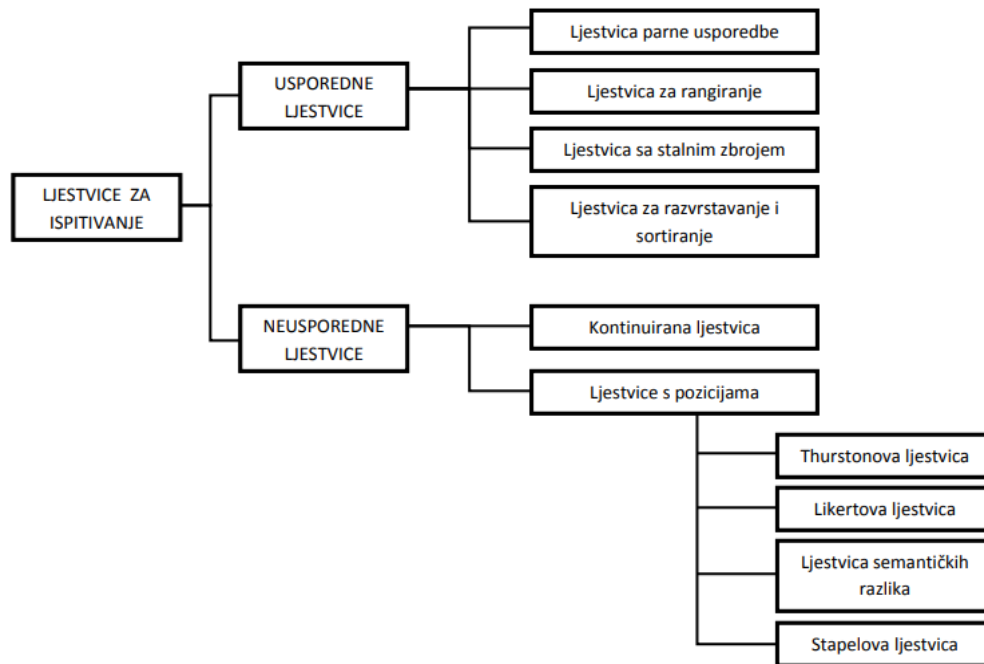 LJESTVICE ZA
ISPITIVANJE
USPOREDNE
LJESTVICE
Ljestvica parne usporedbe
Ljestvica za rangiranje
Ljestvica sa stalnim zbrojem
Ljestvica za razvrstavanje i
sortiranje
NEUSPOREDNE
LJESTVICE
Kontinuirana ljestvica
Ljestvice s pozicijama
Thurstonova ljestvica
Likertova ljestvica
Ljestvica semantičkih
razlika
Stapelova ljestvica